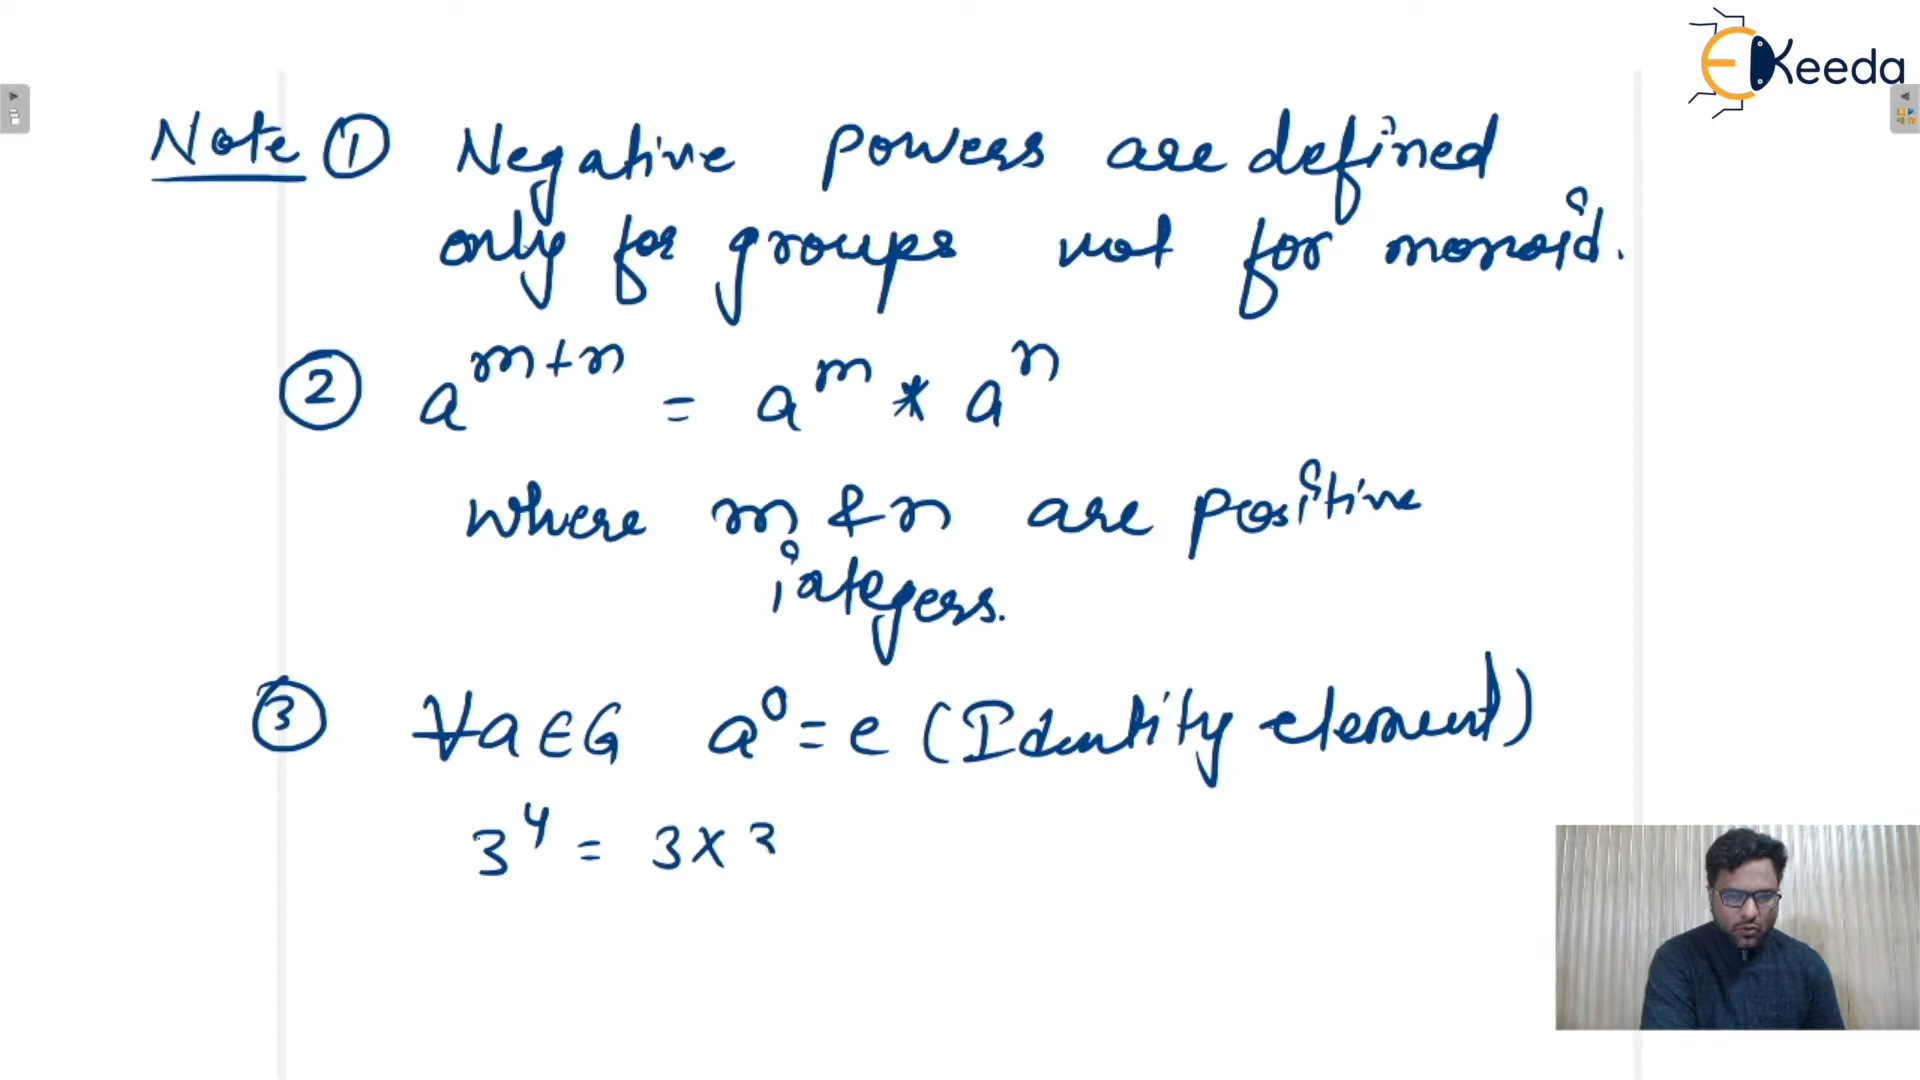 EKeeda
Note ① Negative powers are defined
only for groups not for monoid.
② a^{m+n} = a^m * a^n
where m & n are positive
integers.
③ ∀a∈G a^0 = e (Identity element)
3^4 = 3 × 3